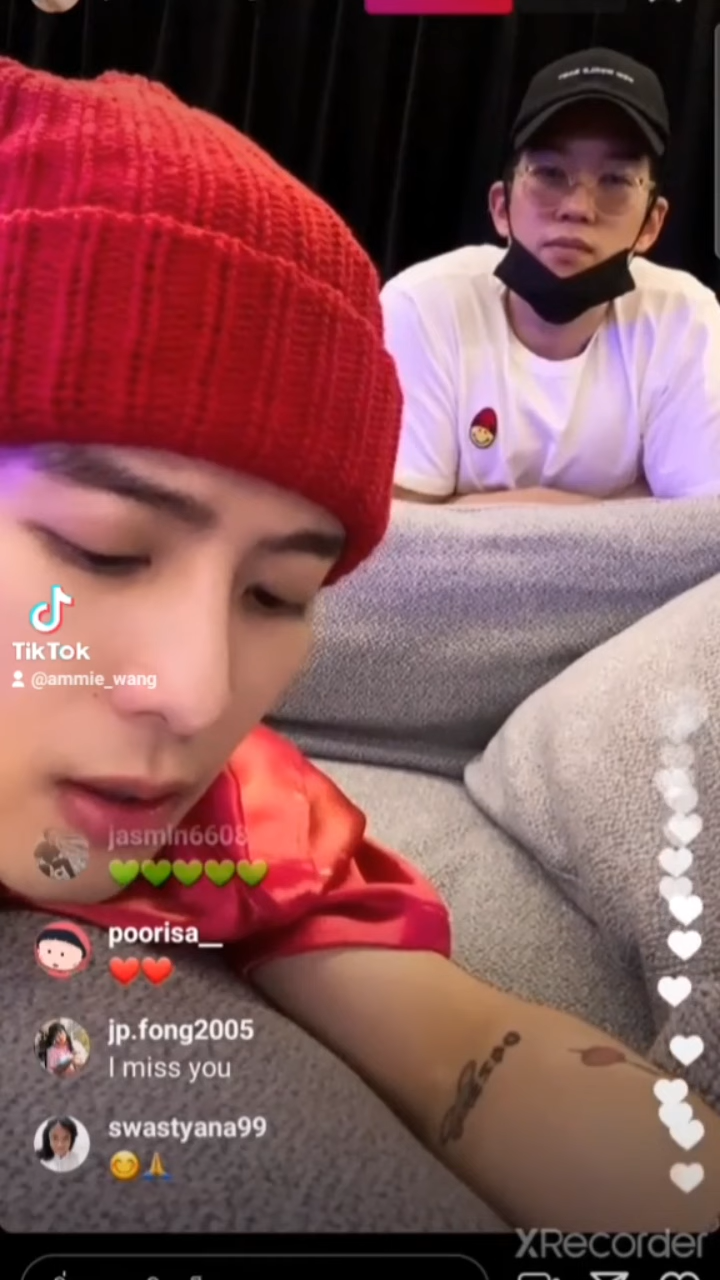 TikTok
@ammie_wang
jasmin6608
poorisa__
jp.fong2005
I miss you
swastyana99
XRecorder